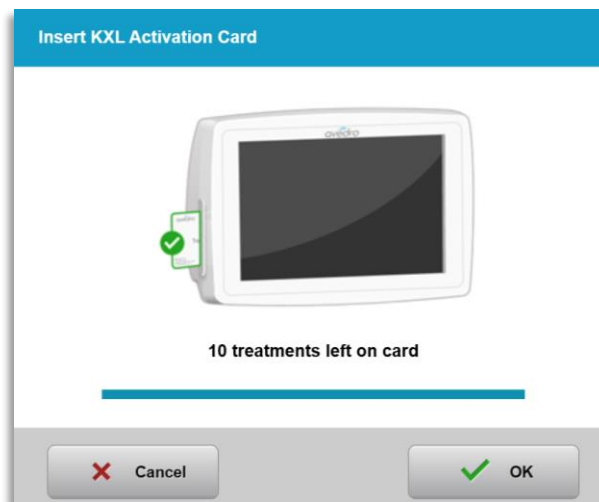 Insert KXL Activation Card
avedro
10 treatments left on card
Cancel
OK